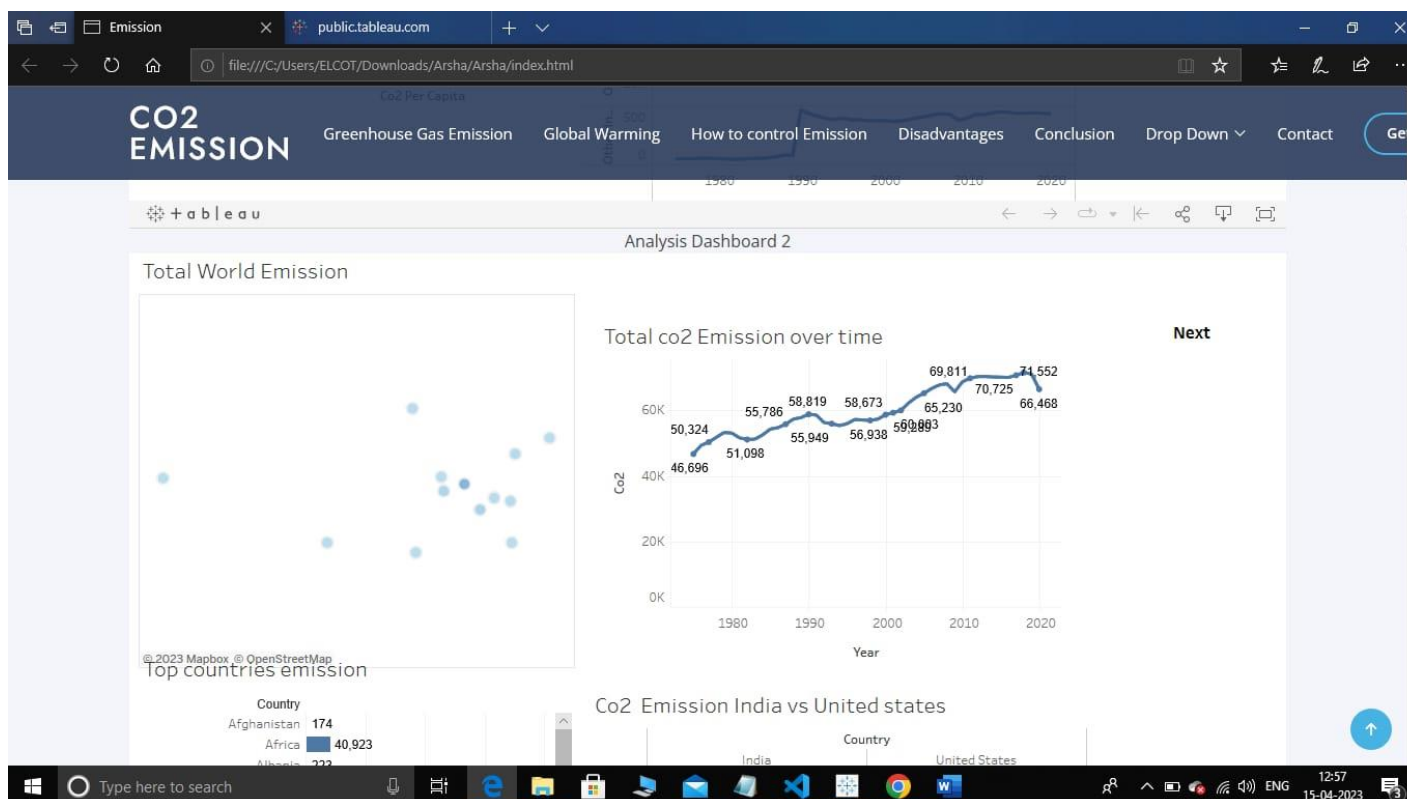 Emission
public.tableau.com
file:///C:/Users/ELCOT/Downloads/Arsha/Arsha/index.html
Co2 Per Capita
CO2
EMISSION
Greenhouse Gas Emission
Global Warming
How to control Emission
Disadvantages
Conclusion
Drop Down
Contact
500
0
1980 1990 2000 2010 2020
+ a b l e a u
Analysis Dashboard 2
Total World Emission
© 2023 Mapbox © OpenStreetMap
Total co2 Emission over time
Next
69,811
71,552
70,725
66,468
58,819
58,673
65,230
55,786
50,324
55,949
56,938
51,098
46,696
60K
40K
20K
0K
Co2
1980 1990 2000 2010 2020
Year
Top countries emission
Country
Afghanistan 174
Africa 40,923
Albania 223
Co2 Emission India vs United states
Country
India United States
Type here to search
ENG
12:57
15-04-2023
3